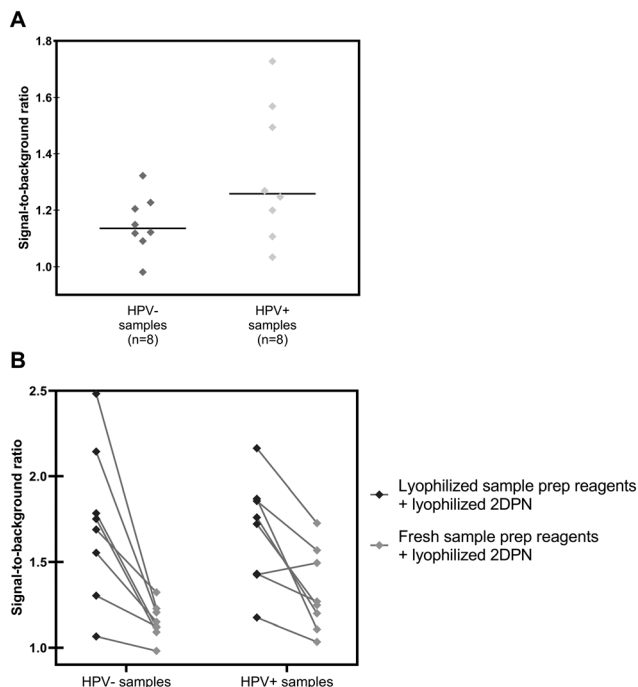 A
Signal-to-background ratio
1.8
1.6
1.4
1.2
1.0
HPV-
samples
(n=8)
HPV+
samples
(n=8)
B
Signal-to-background ratio
2.5
2.0
1.5
1.0
HPV- samples
HPV+ samples
Lyophilized sample prep reagents
+ lyophilized 2DPN
Fresh sample prep reagents
+ lyophilized 2DPN